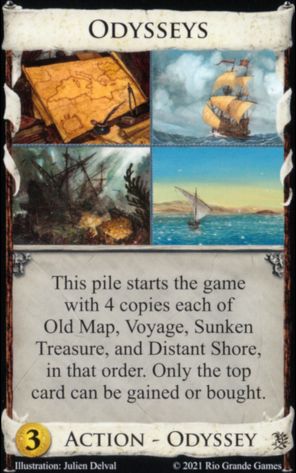 ODYSSEYS
This pile starts the game
with 4 copies each of
Old Map, Voyage, Sunken
Treasure, and Distant Shore,
in that order. Only the top
card can be gained or bought.
3 ACTION - ODYSSEY
Illustration: Julien Delval © 2021 Rio Grande Games